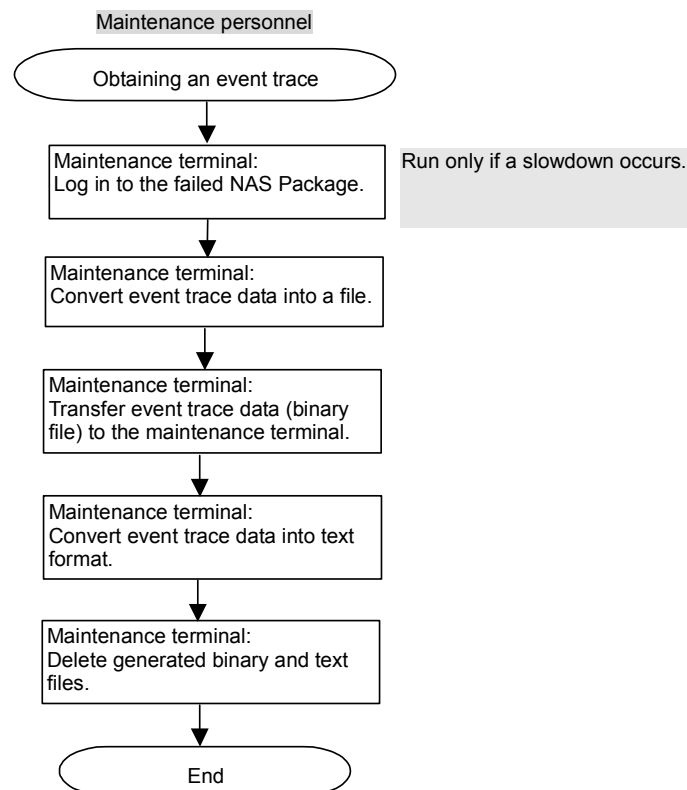 Maintenance personnel
Obtaining an event trace
Maintenance terminal:
Log in to the failed NAS Package.
Run only if a slowdown occurs.
Maintenance terminal:
Convert event trace data into a file.
Maintenance terminal:
Transfer event trace data (binary
file) to the maintenance terminal.
Maintenance terminal:
Convert event trace data into text
format.
Maintenance terminal:
Delete generated binary and text
files.
End